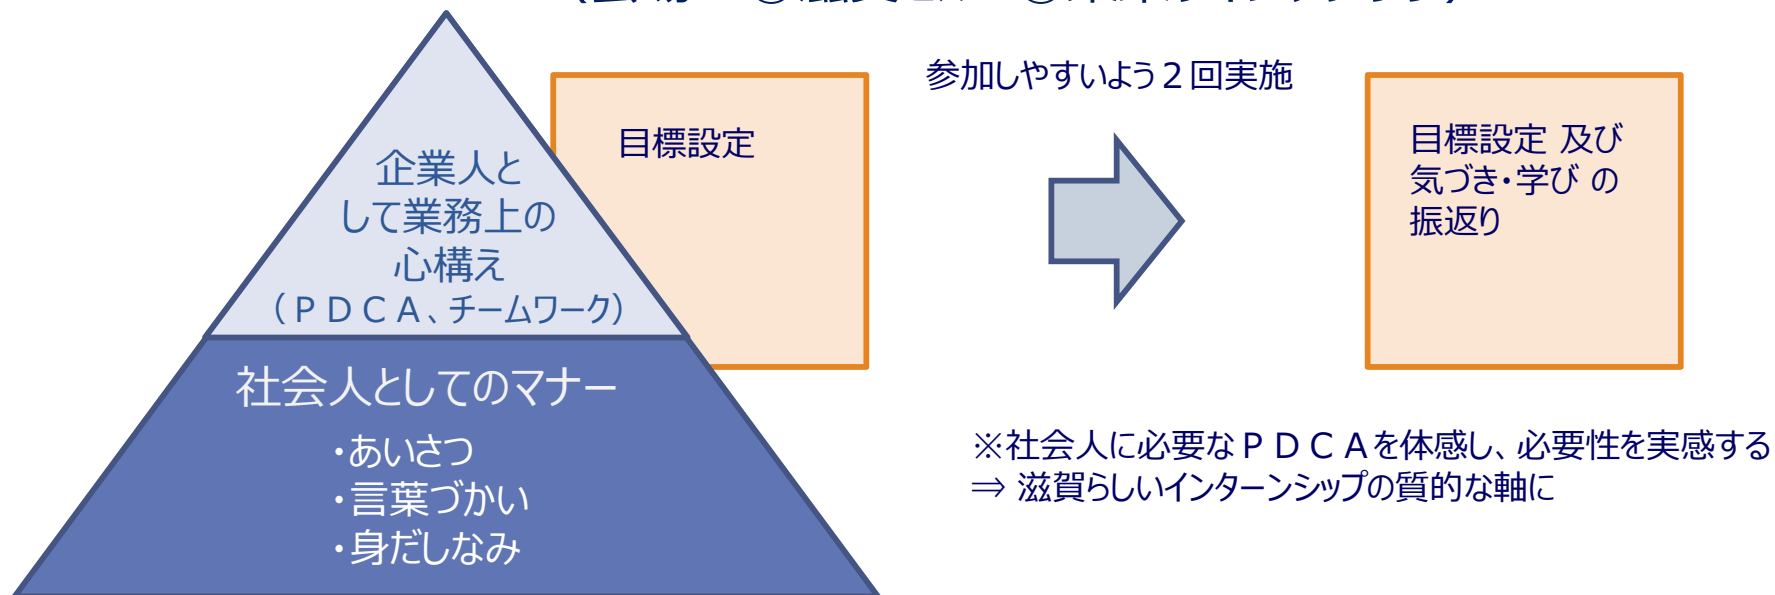 参加しやすいよう２回実施
目標設定
目標設定 及び
気づき・学び の
振返り
企業人と
して業務上の
心構え
（ＰＤＣＡ、チームワーク）
社会人としてのマナー
・あいさつ
・言葉づかい
・身だしなみ
※社会人に必要なＰＤＣＡを体感し、必要性を実感する
⇒ 滋賀らしいインターンシップの質的な軸に